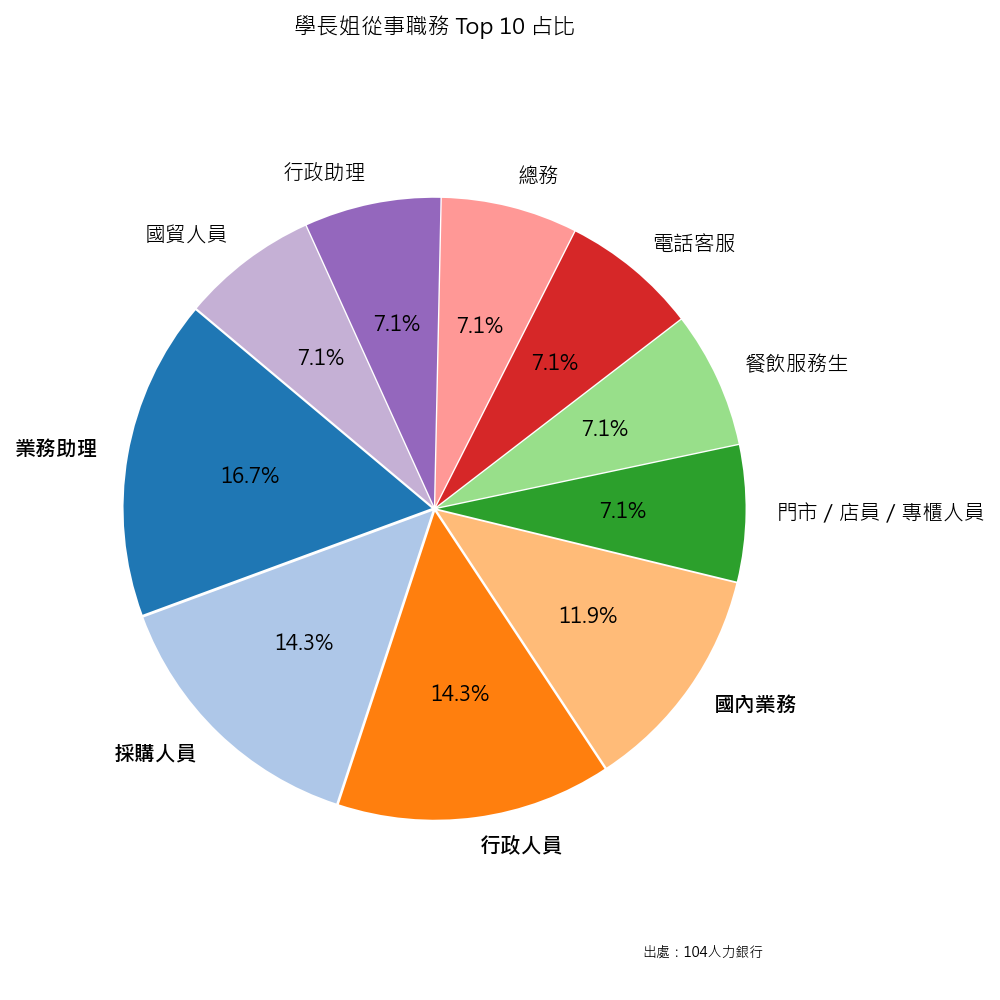 學長姐從事職務 Top 10 占比
行政助理
總務
國貿人員
電話客服
7.1%
7.1%
7.1%
7.1%
餐飲服務生
7.1%
業務助理
16.7%
7.1%
門市 / 店員 / 專櫃人員
11.9%
14.3%
14.3%
國內業務
採購人員
行政人員
出處：104人力銀行